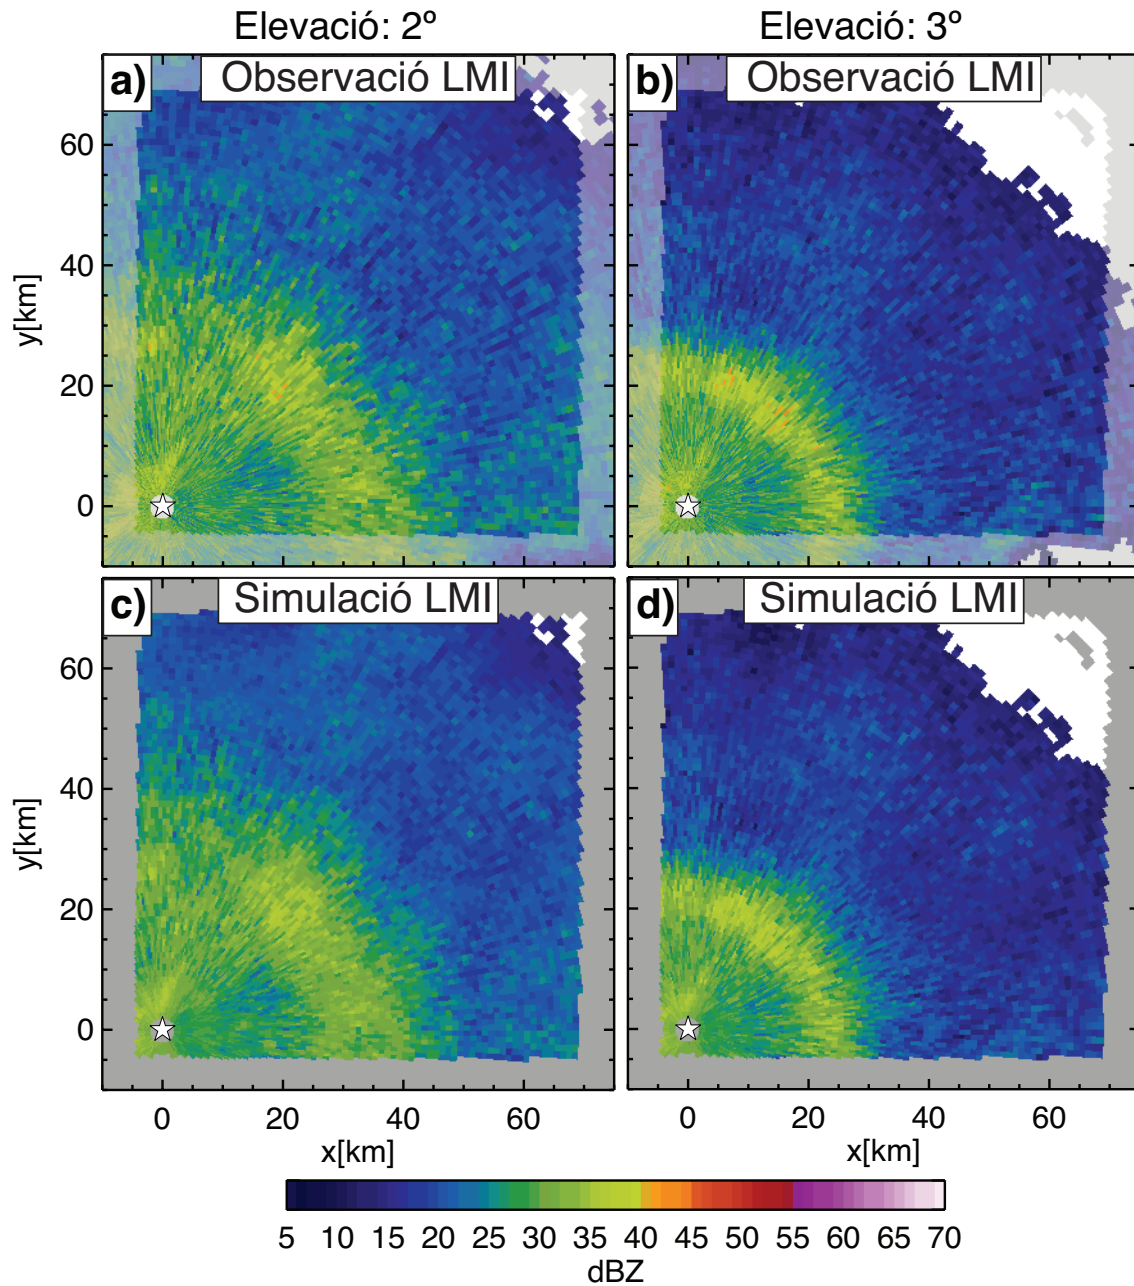 Elevació: 2º
Elevació: 3º
a)
Observació LMI
b)
Observació LMI
60
40
20
0
y[km]
c)
Simulació LMI
d)
Simulació LMI
60
40
20
0
y[km]
0 20 40 60
0 20 40 60
x[km]
x[km]
5 10 15 20 25 30 35 40 45 50 55 60 65 70
dBZ